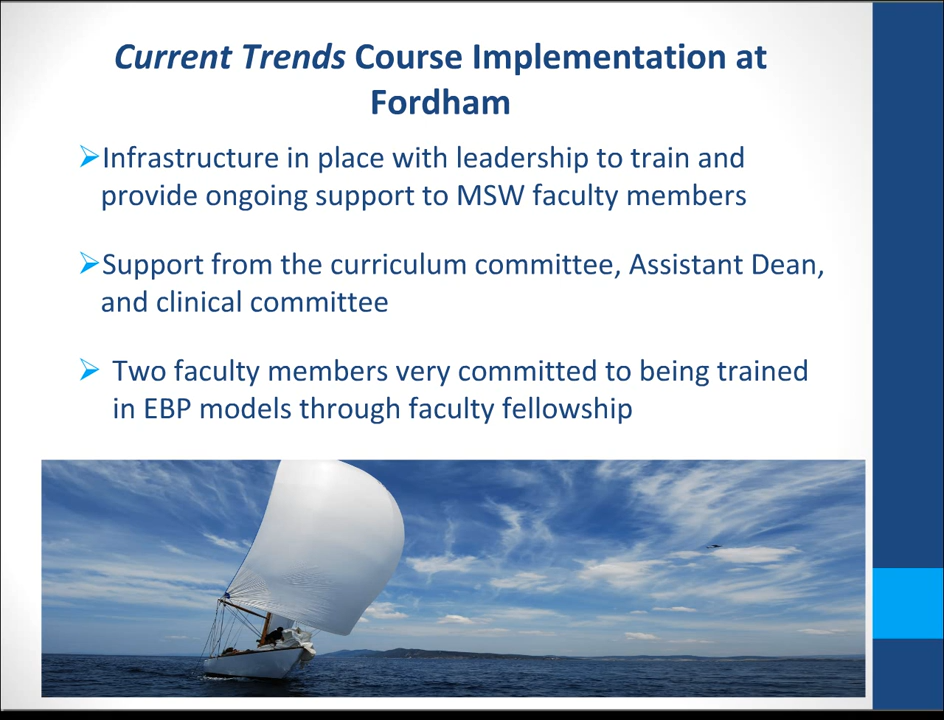 Current Trends Course Implementation at
Fordham
Infrastructure in place with leadership to train and
provide ongoing support to MSW faculty members
Support from the curriculum committee, Assistant Dean,
and clinical committee
Two faculty members very committed to being trained
in EBP models through faculty fellowship